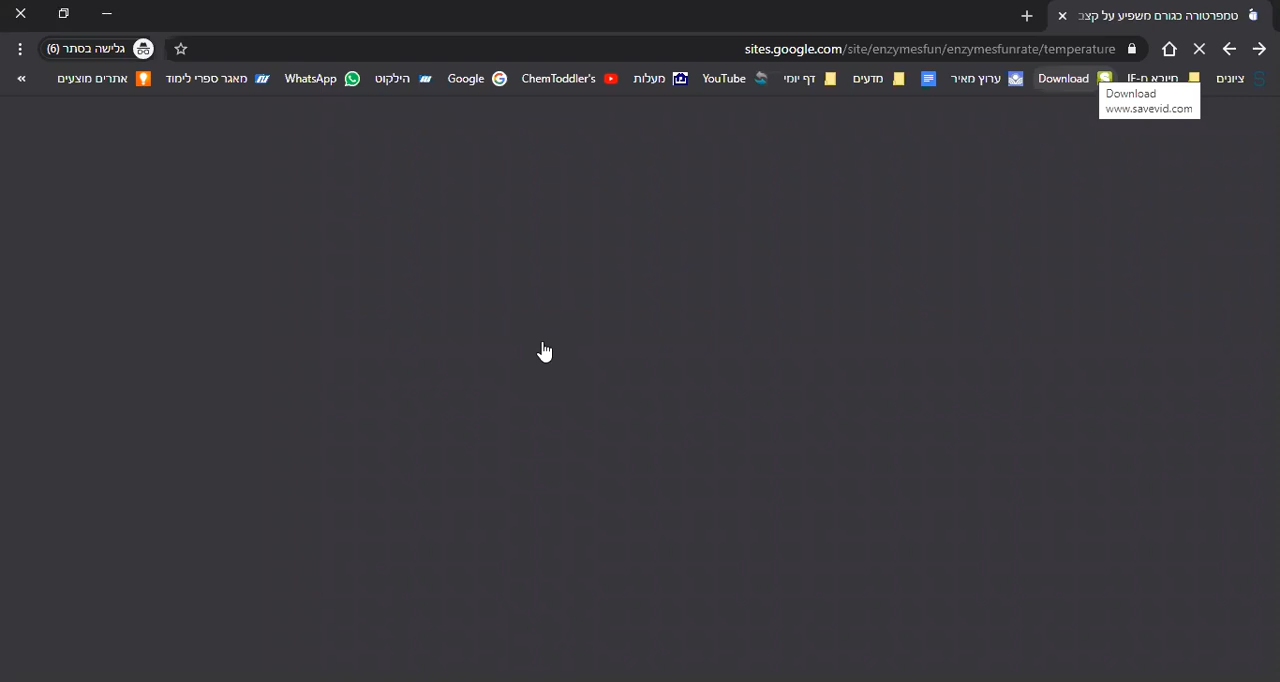 טמפרטורה כגורם משפיע על קצב
sites.google.com/site/enzymesfun/enzymesfunrate/temperature
גלישה בסתר (6)
ציונים
Download
ערוץ מאיר
מדעים
דף יומי
YouTube
מעלות
ChemToddler's
Google
הילקוט
WhatsApp
מאגר ספרי לימוד
אתרים מוצעים
«
Download
www.savevid.com